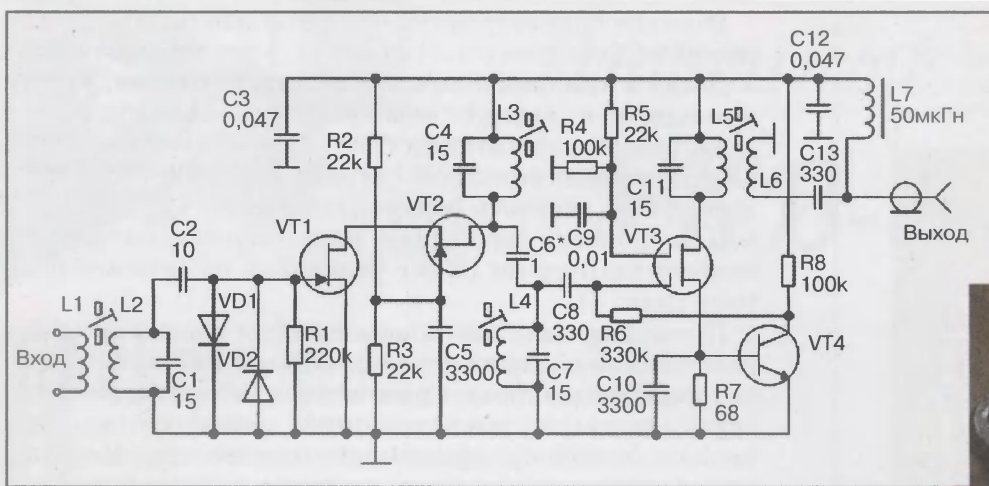 C12
0,047
C3
0,047
R2
22k
C4
15
L3
R4
100k
R5
22k
L5
L7
50мкГн
C11
15
L6
C13
330
VT1
VT2
C2
10
C6*
1
C9
0,01
VT3
Выход
R8
100k
L1
L2
VD1
L4
C8
330
R6
330k
VT4
Вход
C1
15
VD2
R1
220k
R3
22k
C5
3300
C7
15
C10
3300
R7
68